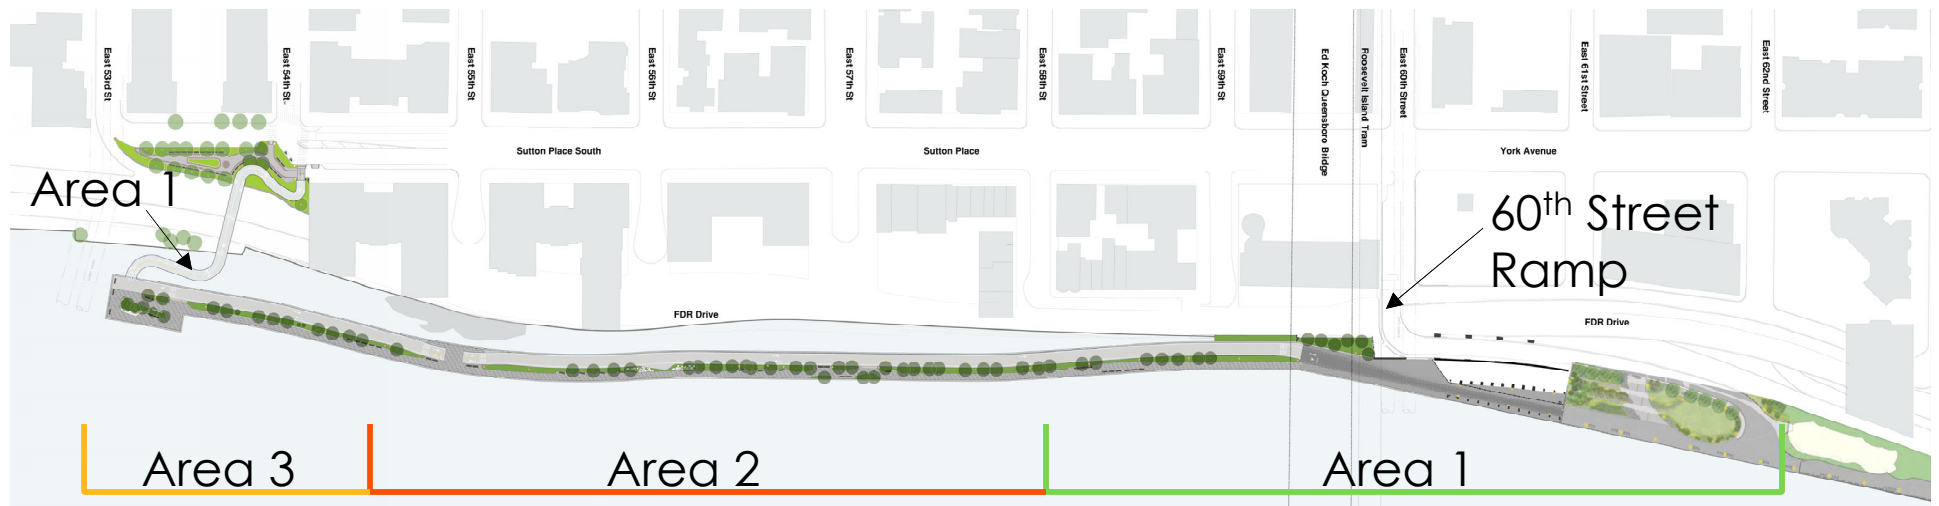 East 53rd St
East 54th St
East 55th St
East 56th St
East 57th St
East 58th St
East 59th St
Ed Koch Queensboro Bridge
Roosevelt Island Tram
East 60th Street
East 61st Street
East 62nd Street
Sutton Place South
Sutton Place
York Avenue
Area 1
60th Street
Ramp
FDR Drive
FDR Drive
Area 3
Area 2
Area 1